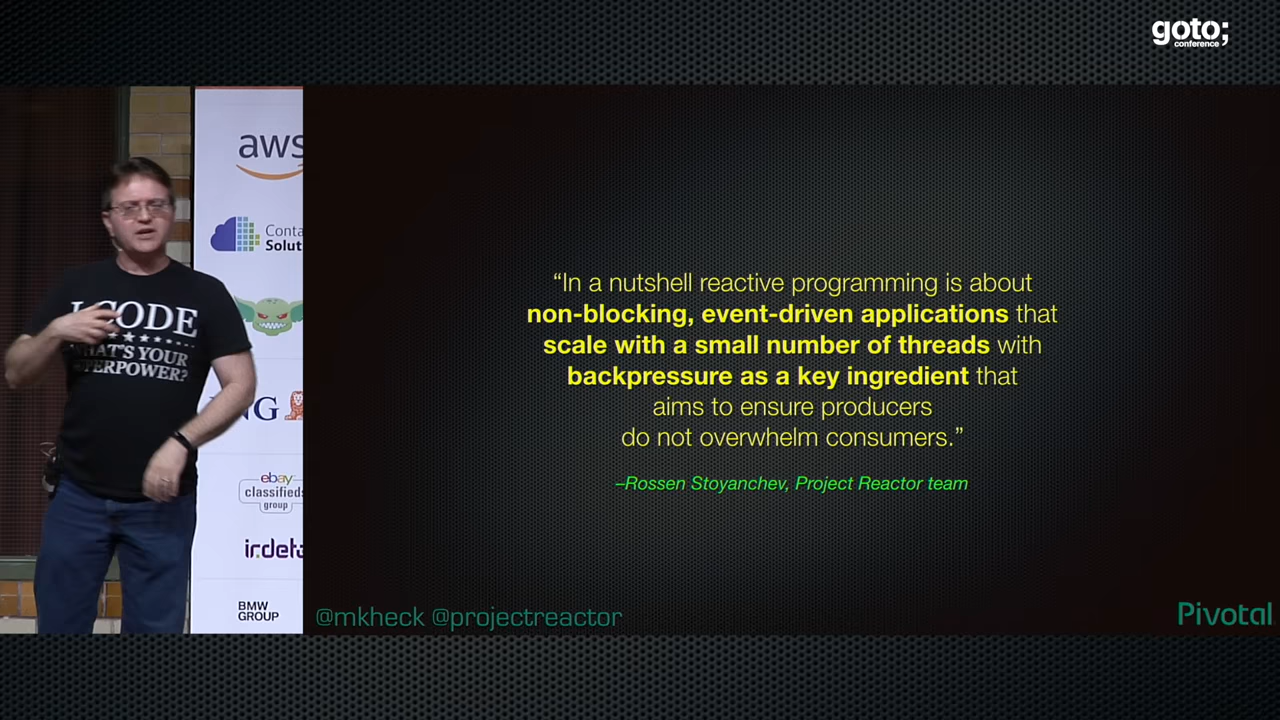 goto;
conference
aws
Conta
Solut
NG
ebay
classifieds
group
irdeto
BMW
GROUP
I CODE
WHAT'S YOUR
ERPOWER?
“In a nutshell reactive programming is about
non-blocking, event-driven applications that
scale with a small number of threads with
backpressure as a key ingredient that
aims to ensure producers
do not overwhelm consumers.”
–Rossen Stoyanchev, Project Reactor team
@mkheck @projectreactor
Pivotal